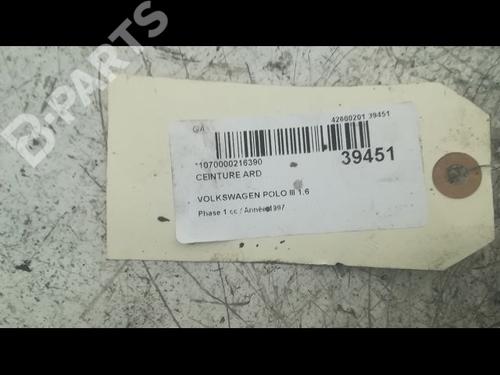 B-PARTS
GA
42600201 39451
*1070000216390
39451
CEINTURE ARD
VOLKSWAGEN POLO III 1.6
Phase 1 cc / Année 1997